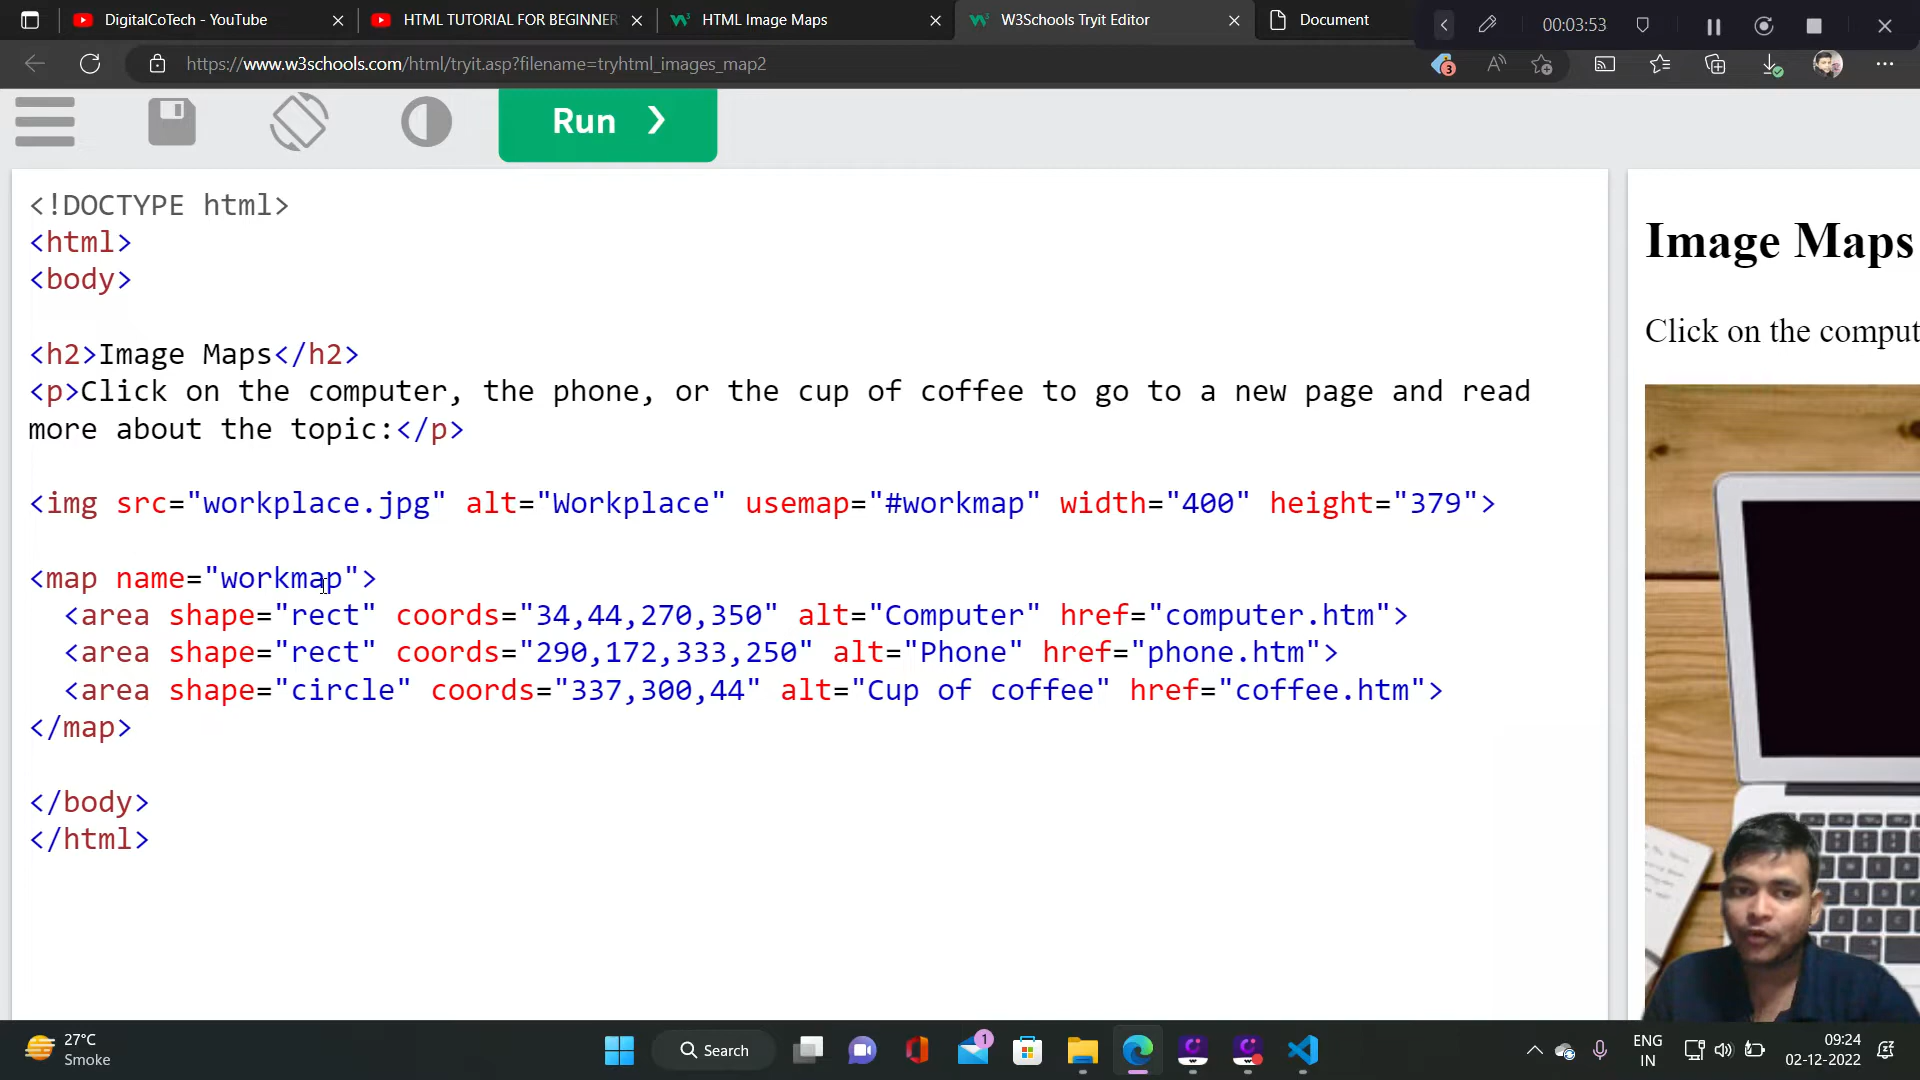 DigitalCoTech - YouTube
HTML TUTORIAL FOR BEGINNER
HTML Image Maps
W3Schools Tryit Editor
Document
00:03:53
https://www.w3schools.com/html/tryit.asp?filename=tryhtml_images_map2
3
Run ❯
<!DOCTYPE html>
<html>
<body>
<h2>Image Maps</h2>
<p>Click on the computer, the phone, or the cup of coffee to go to a new page and read
more about the topic:</p>
<img src="workplace.jpg" alt="Workplace" usemap="#workmap" width="400" height="379">
<map name="workmap">
<area shape="rect" coords="34,44,270,350" alt="Computer" href="computer.htm">
<area shape="rect" coords="290,172,333,250" alt="Phone" href="phone.htm">
<area shape="circle" coords="337,300,44" alt="Cup of coffee" href="coffee.htm">
</map>
</body>
</html>
Image Maps
Click on the comput
27°C
Smoke
Search
1
ENG
IN
09:24
02-12-2022